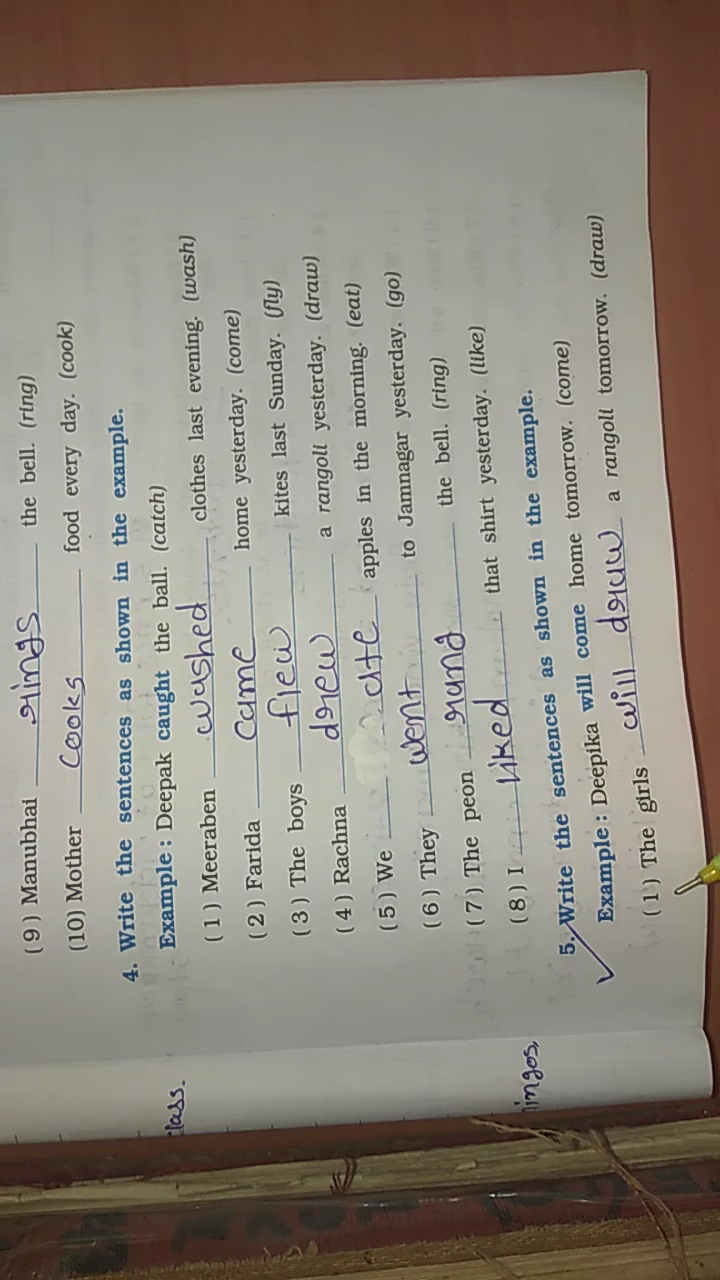 (9) Manubhai rings the bell. (ring)
(10) Mother cooks food every day. (cook)
4. Write the sentences as shown in the example.
Example : Deepak caught the ball. (catch)
(1) Meeraben washed clothes last evening. (wash)
(2) Farida came home yesterday. (come)
(3) The boys flew kites last Sunday. (fly)
(4) Rachna drew a rangoli yesterday. (draw)
(5) We ate apples in the morning. (eat)
(6) They went to Jamnagar yesterday. (go)
(7) The peon rang the bell. (ring)
(8) I liked that shirt yesterday. (like)
5. Write the sentences as shown in the example.
Example : Deepika will come home tomorrow. (come)
(1) The girls will draw a rangoli tomorrow. (draw)
class.
ingos,